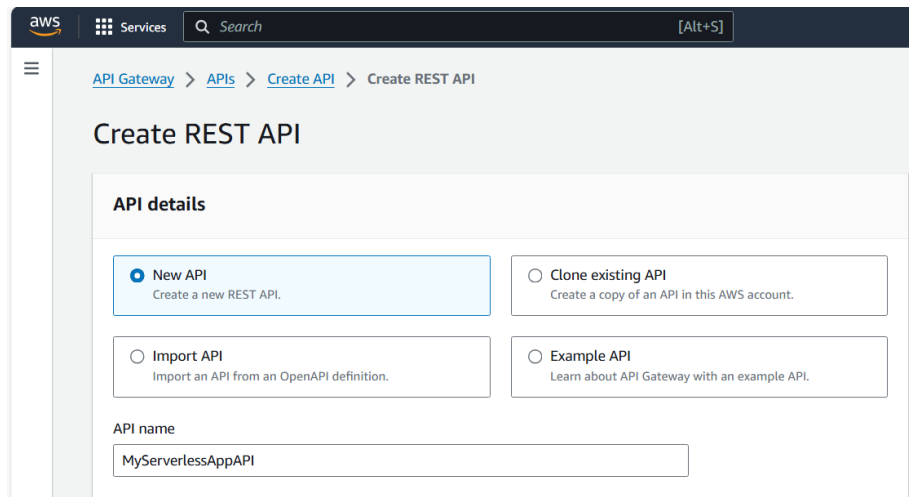 aws Services Search [Alt+S]
API Gateway > APIs > Create API > Create REST API
Create REST API
API details
New API
Create a new REST API.
Clone existing API
Create a copy of an API in this AWS account.
Import API
Import an API from an OpenAPI definition.
Example API
Learn about API Gateway with an example API.
API name
MyServerlessAppAPI